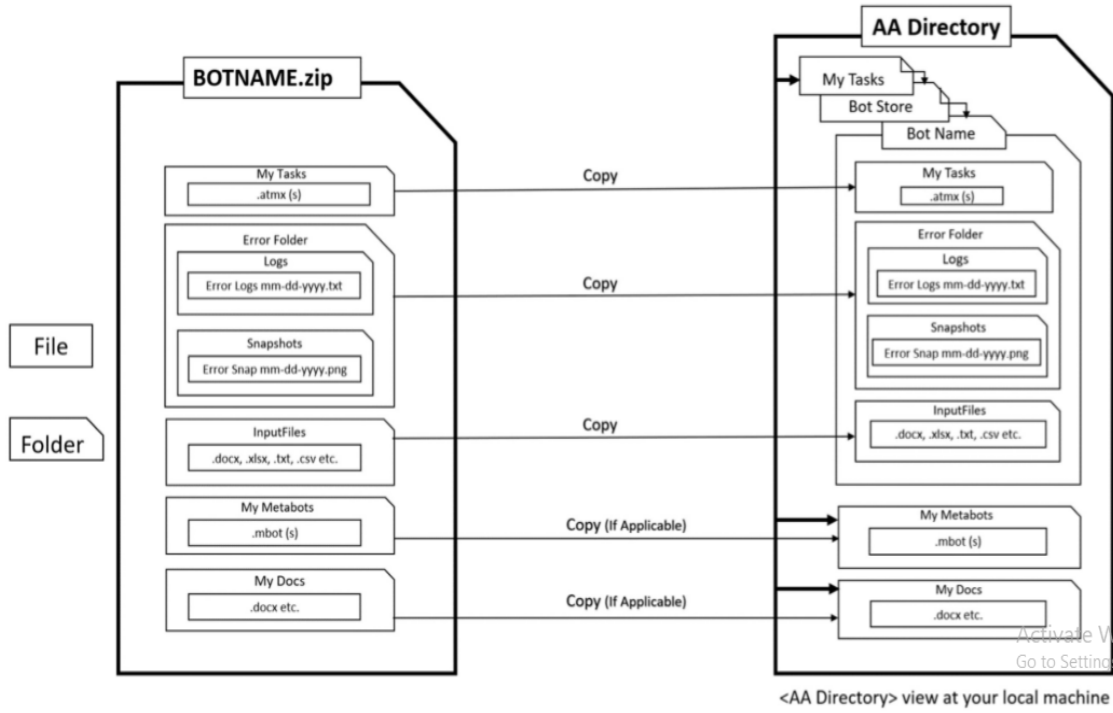 AA Directory
BOTNAME.zip
My Tasks
Bot Store
Bot Name
My Tasks
.atmx (s)
Copy
My Tasks
.atmx (s)
Error Folder
Logs
Error Logs mm-dd-yyyy.txt
Copy
Error Folder
Logs
Error Logs mm-dd-yyyy.txt
File
Snapshots
Error Snap mm-dd-yyyy.png
Snapshots
Error Snap mm-dd-yyyy.png
Folder
InputFiles
.docx, .xlsx, .txt, .csv etc.
Copy
InputFiles
.docx, .xlsx, .txt, .csv etc.
My Metabots
.mbot (s)
Copy (If Applicable)
My Metabots
.mbot (s)
My Docs
.docx etc.
Copy (If Applicable)
My Docs
.docx etc.
Activate W
Go to Setting
<AA Directory> view at your local machine